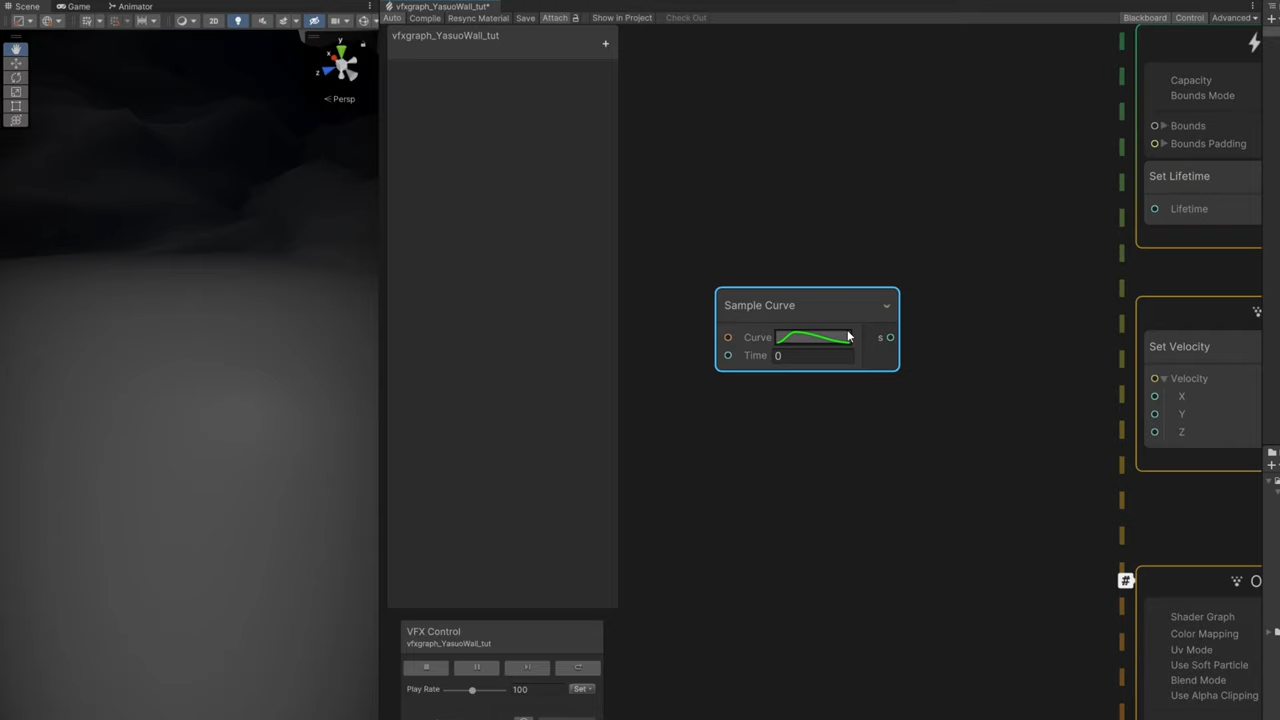 Scene
Game
Animator
vfxgraph_YasuoWall_tut*
2D
Auto
Compile
Resync Material
Save
Attach
Show in Project
Check Out
Blackboard
Control
Advanced
y
x
z
Persp
vfxgraph_YasuoWall_tut
+
Sample Curve
Curve
s
Time
0
Capacity
Bounds Mode
Bounds
Bounds Padding
Set Lifetime
Lifetime
Set Velocity
Velocity
X
Y
Z
#
Shader Graph
Color Mapping
Uv Mode
Use Soft Particle
Blend Mode
Use Alpha Clipping
VFX Control
vfxgraph_YasuoWall_tut
Play Rate
100
Set